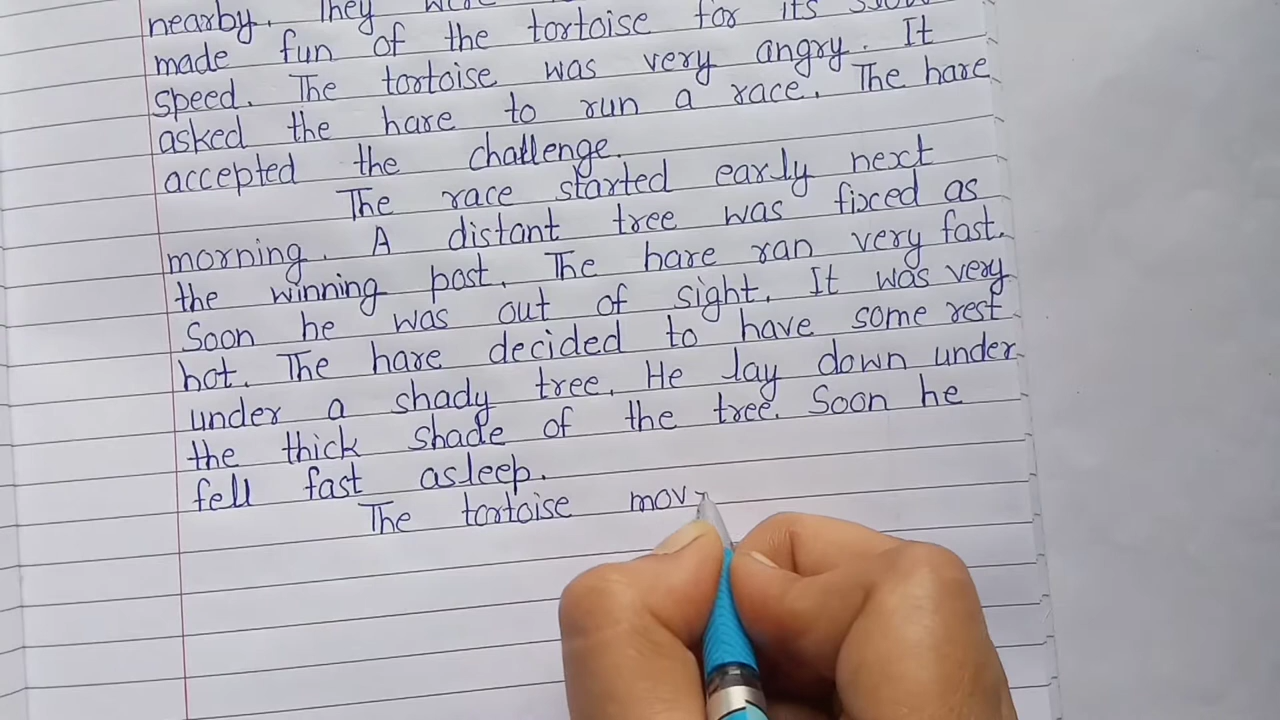 nearby. They were
made fun of the tortoise for its slow
speed. The tortoise was very angry. It
asked the hare to run a race. The hare
accepted the challenge.
The race started early next
morning. A distant tree was fixed as
the winning post. The hare ran very fast.
Soon he was out of sight. It was very
hot. The hare decided to have some rest
under a shady tree. He lay down under
the thick shade of the tree. Soon he
fell fast asleep.
The tortoise mov